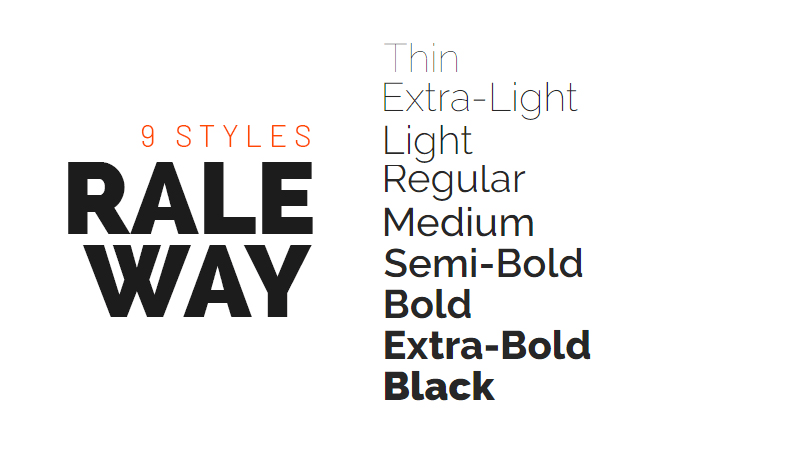 9 STYLES
RALE
WAY
Thin
Extra-Light
Light
Regular
Medium
Semi-Bold
Bold
Extra-Bold
Black